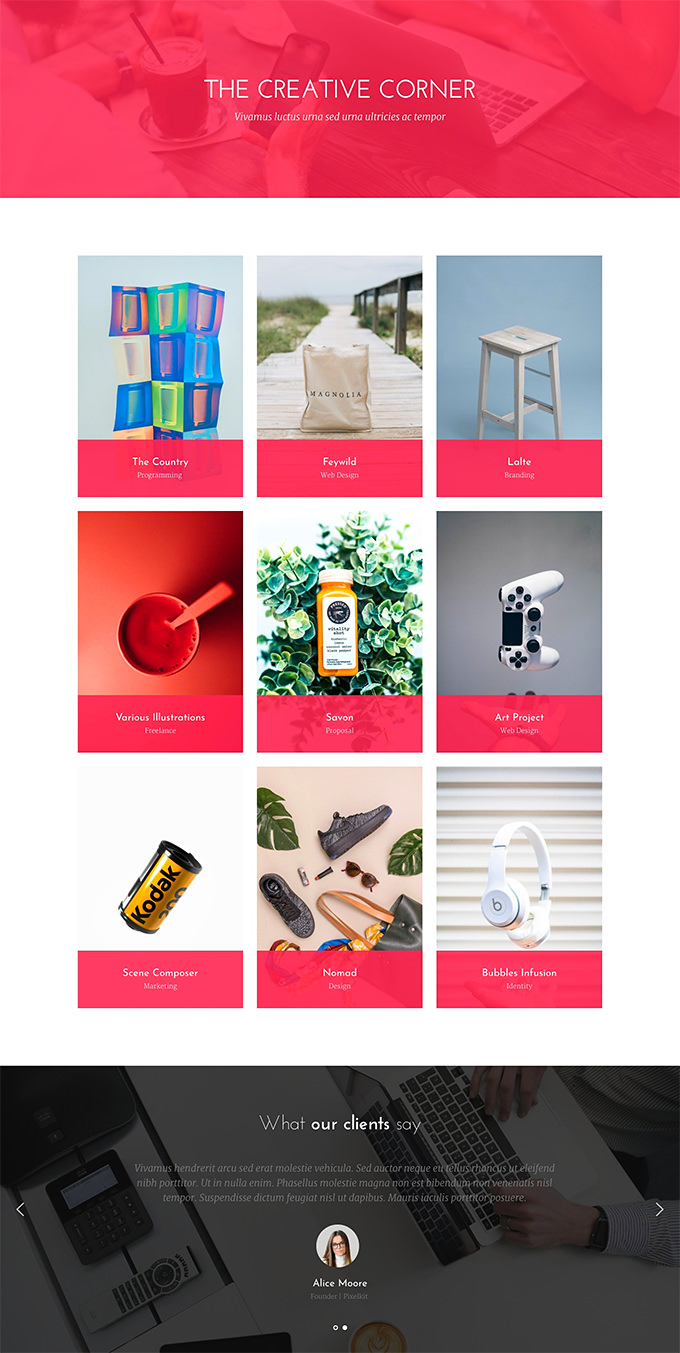 THE CREATIVE CORNER
Vivamus luctus urna sed urna ultricies ac tempor
MAGNOLIA
The Country
Programming
Feywild
Web Design
Lalte
Branding
vitality
shot
Various Illustrations
Freelance
Savon
Proposal
Art Project
Web Design
Kodak
200
b
Scene Composer
Marketing
Nomad
Design
Bubbles Infusion
Identity
What our clients say
Vivamus hendrerit arcu sed erat molestie vehicula. Sed auctor neque eu tellus rhoncus ut eleifend
nibh porttitor. Ut in nulla enim. Phasellus molestie magna non est bibendum non venenatis nisl
tempor. Suspendisse dictum feugiat nisl ut dapibus. Mauris iaculis porttitor posuere.
Alice Moore
Founder | Pixelkit